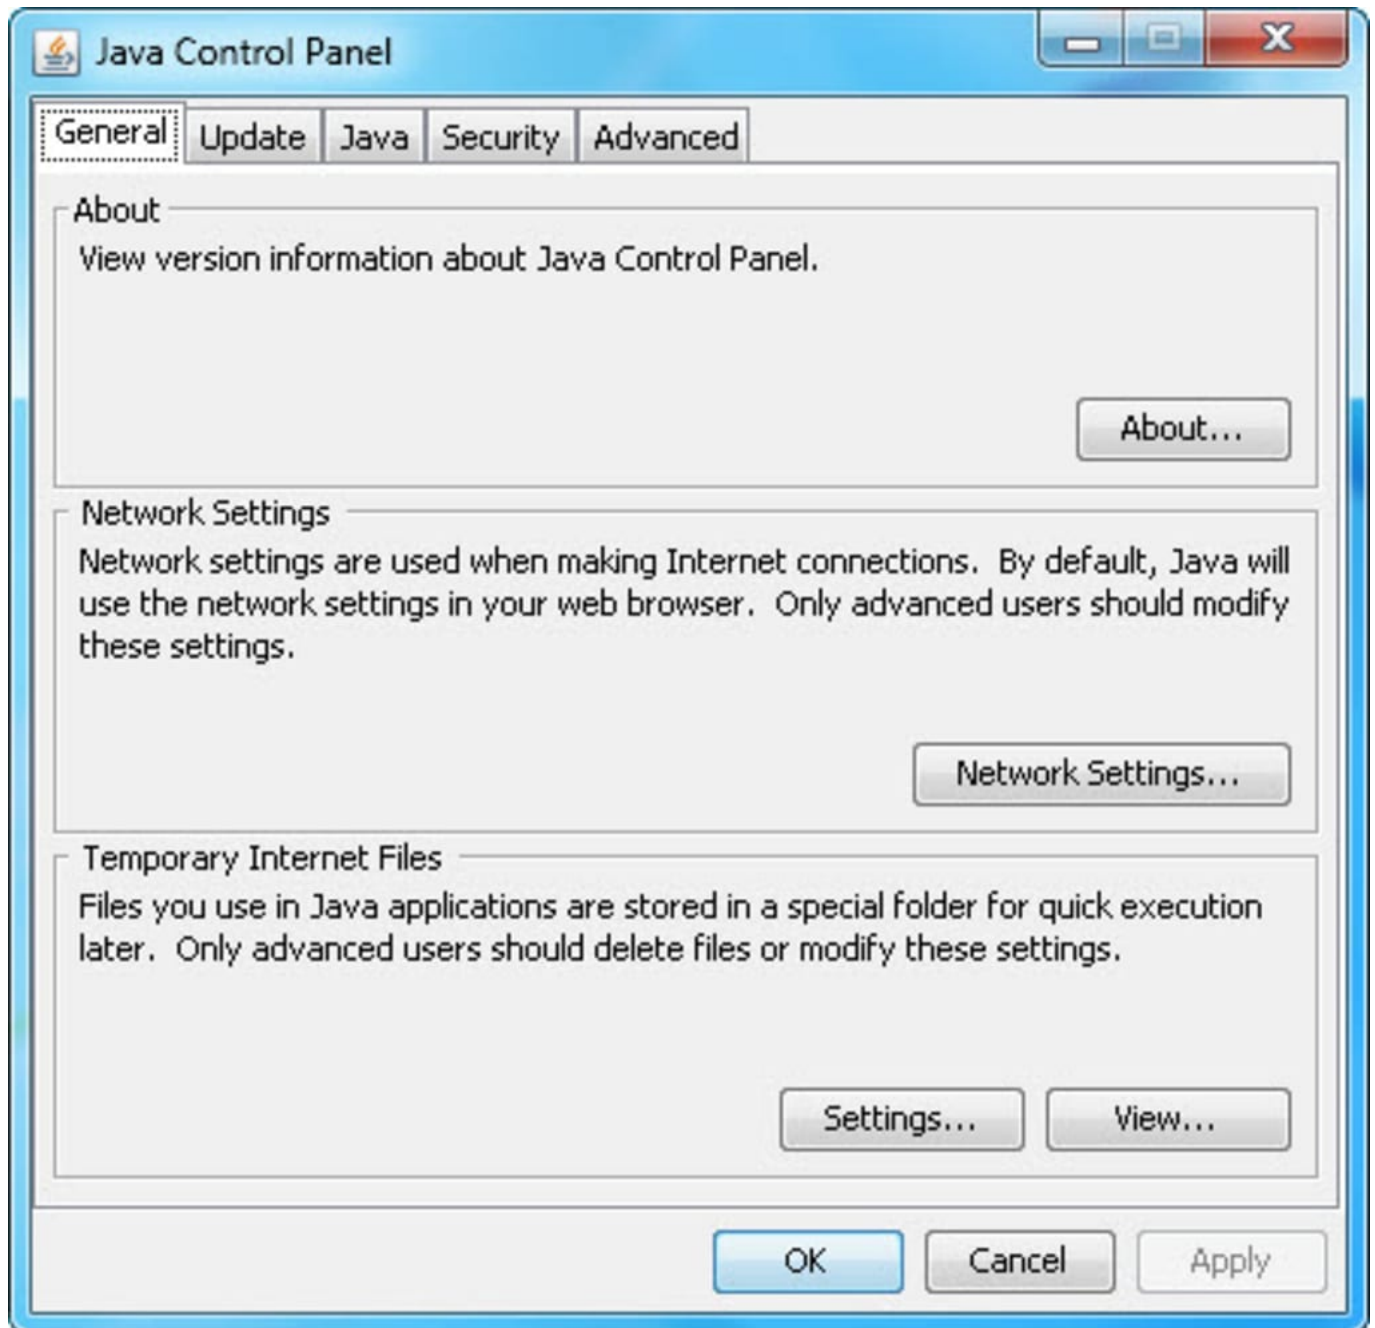 Java Control Panel
General
Update
Java
Security
Advanced
About
View version information about Java Control Panel.
About...
Network Settings
Network settings are used when making Internet connections.  By default, Java will
use the network settings in your web browser.  Only advanced users should modify
these settings.
Network Settings...
Temporary Internet Files
Files you use in Java applications are stored in a special folder for quick execution
later.  Only advanced users should delete files or modify these settings.
Settings...
View...
OK
Cancel
Apply